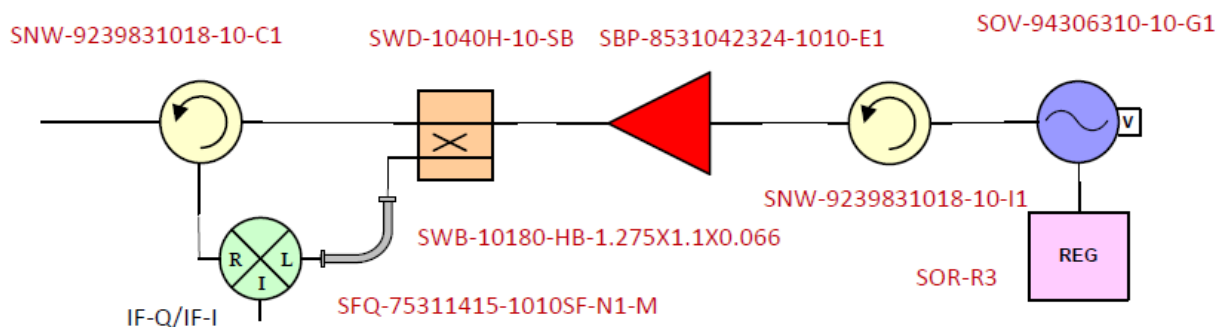 SOV-94306310-10-G1
SNW-9239831018-10-C1
SWD-1040H-10-SB
SBP-8531042324-1010-E1
V
SNW-9239831018-10-I1
SWB-10180-HB-1.275X1.1X0.066
REG
R
L
I
SOR-R3
SFQ-75311415-1010SF-N1-M
IF-Q/IF-I